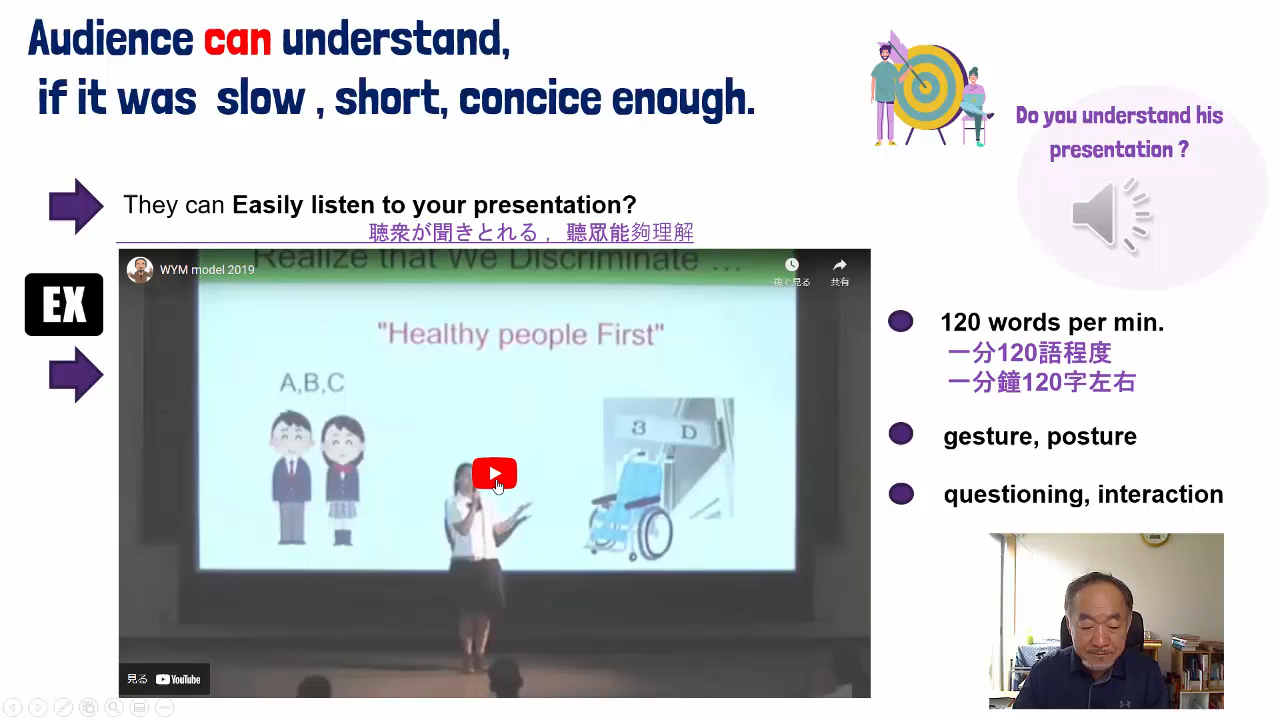 Audience can understand,
if it was slow , short, concice enough.
Do you understand his
presentation ?
They can Easily listen to your presentation?
聴衆が聞きとれる , 聽眾能夠理解
Realize that We Discriminate ...
WYM model 2019
後で見る
共有
EX
"Healthy people First"
A,B,C
3 D
120 words per min.
一分120語程度
一分鐘120字左右
gesture, posture
questioning, interaction
見る YouTube